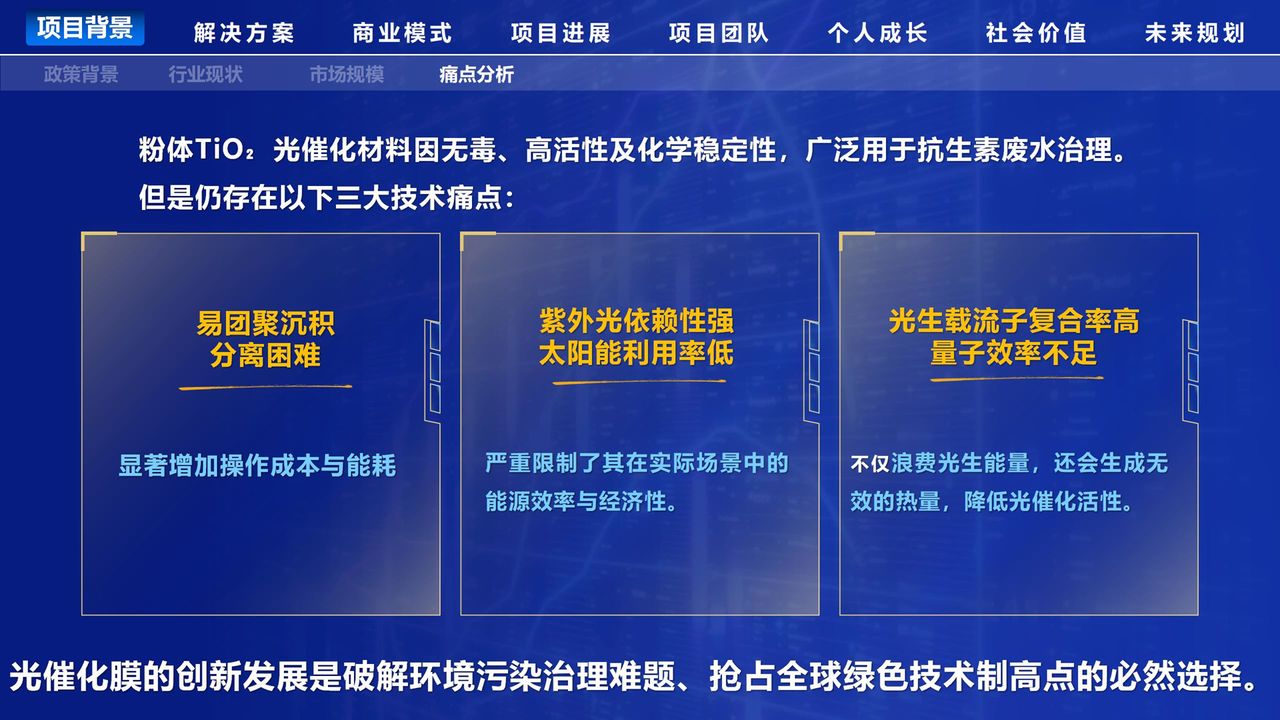 项目背景 解决方案 商业模式 项目进展 项目团队 个人成长 社会价值 未来规划
政策背景 行业现状 市场规模 痛点分析
粉体TiO₂ 光催化材料因无毒、高活性及化学稳定性，广泛用于抗生素废水治理。
但是仍存在以下三大技术痛点：
易团聚沉积
分离困难
显著增加操作成本与能耗
紫外光依赖性强
太阳能利用率低
严重限制了其在实际场景中的
能源效率与经济性。
光生载流子复合率高
量子效率不足
不仅浪费光生能量，还会生成无
效的热量，降低光催化活性。
光催化膜的创新发展是破解环境污染治理难题、抢占全球绿色技术制高点的必然选择。